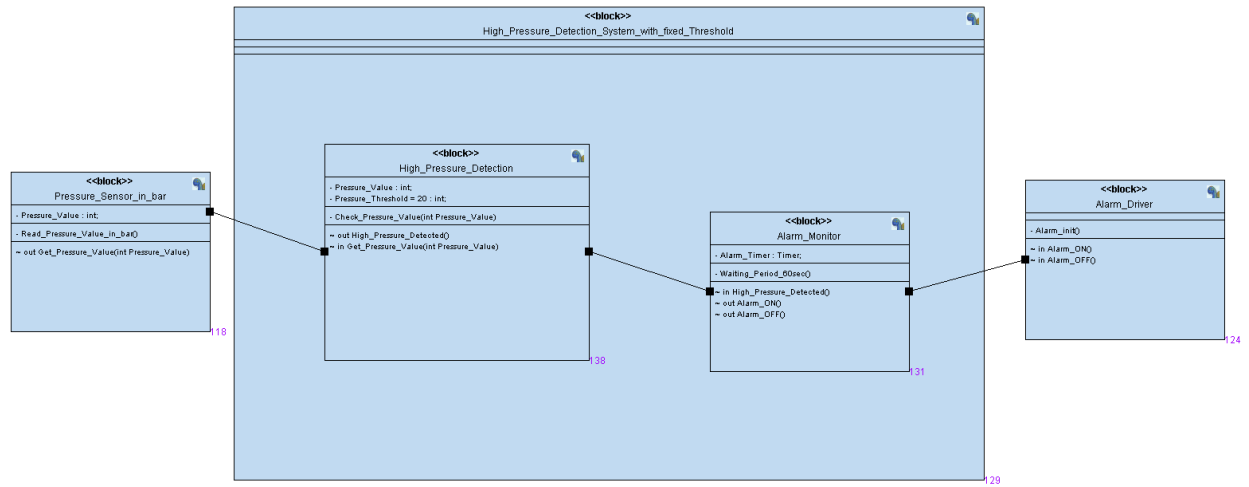 <<block>>
High_Pressure_Detection_System_with_fixed_Threshold
<<block>>
Pressure_Sensor_in_bar
- Pressure_Value : int;
- Read_Pressure_Value_in_bar()
~ out Get_Pressure_Value(int Pressure_Value)
118
<<block>>
High_Pressure_Detection
- Pressure_Value : int;
- Pressure_Threshold = 20 : int;
- Check_Pressure_Value(int Pressure_Value)
~ out High_Pressure_Detected()
~ in Get_Pressure_Value(int Pressure_Value)
138
<<block>>
Alarm_Monitor
- Alarm_Timer : Timer;
- Waiting_Period_60sec()
~ in High_Pressure_Detected()
~ out Alarm_ON()
~ out Alarm_OFF()
131
<<block>>
Alarm_Driver
- Alarm_init()
~ in Alarm_ON()
~ in Alarm_OFF()
124
129